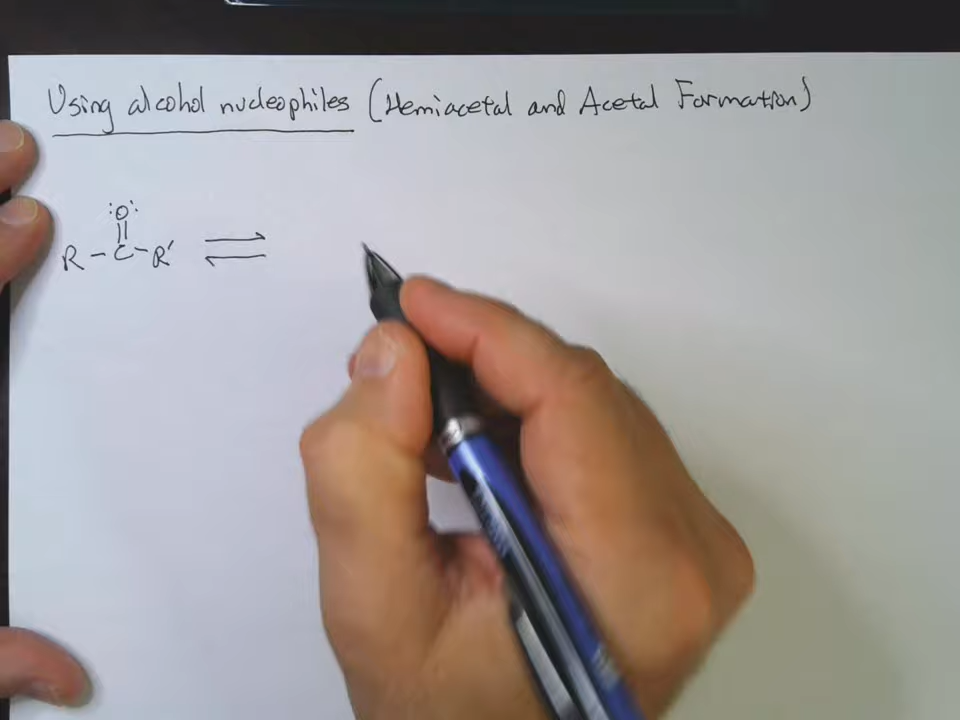 Using alcohol nucleophiles (Hemiacetal and Acetal Formation)
:O:
||
R - C - R' ⇌